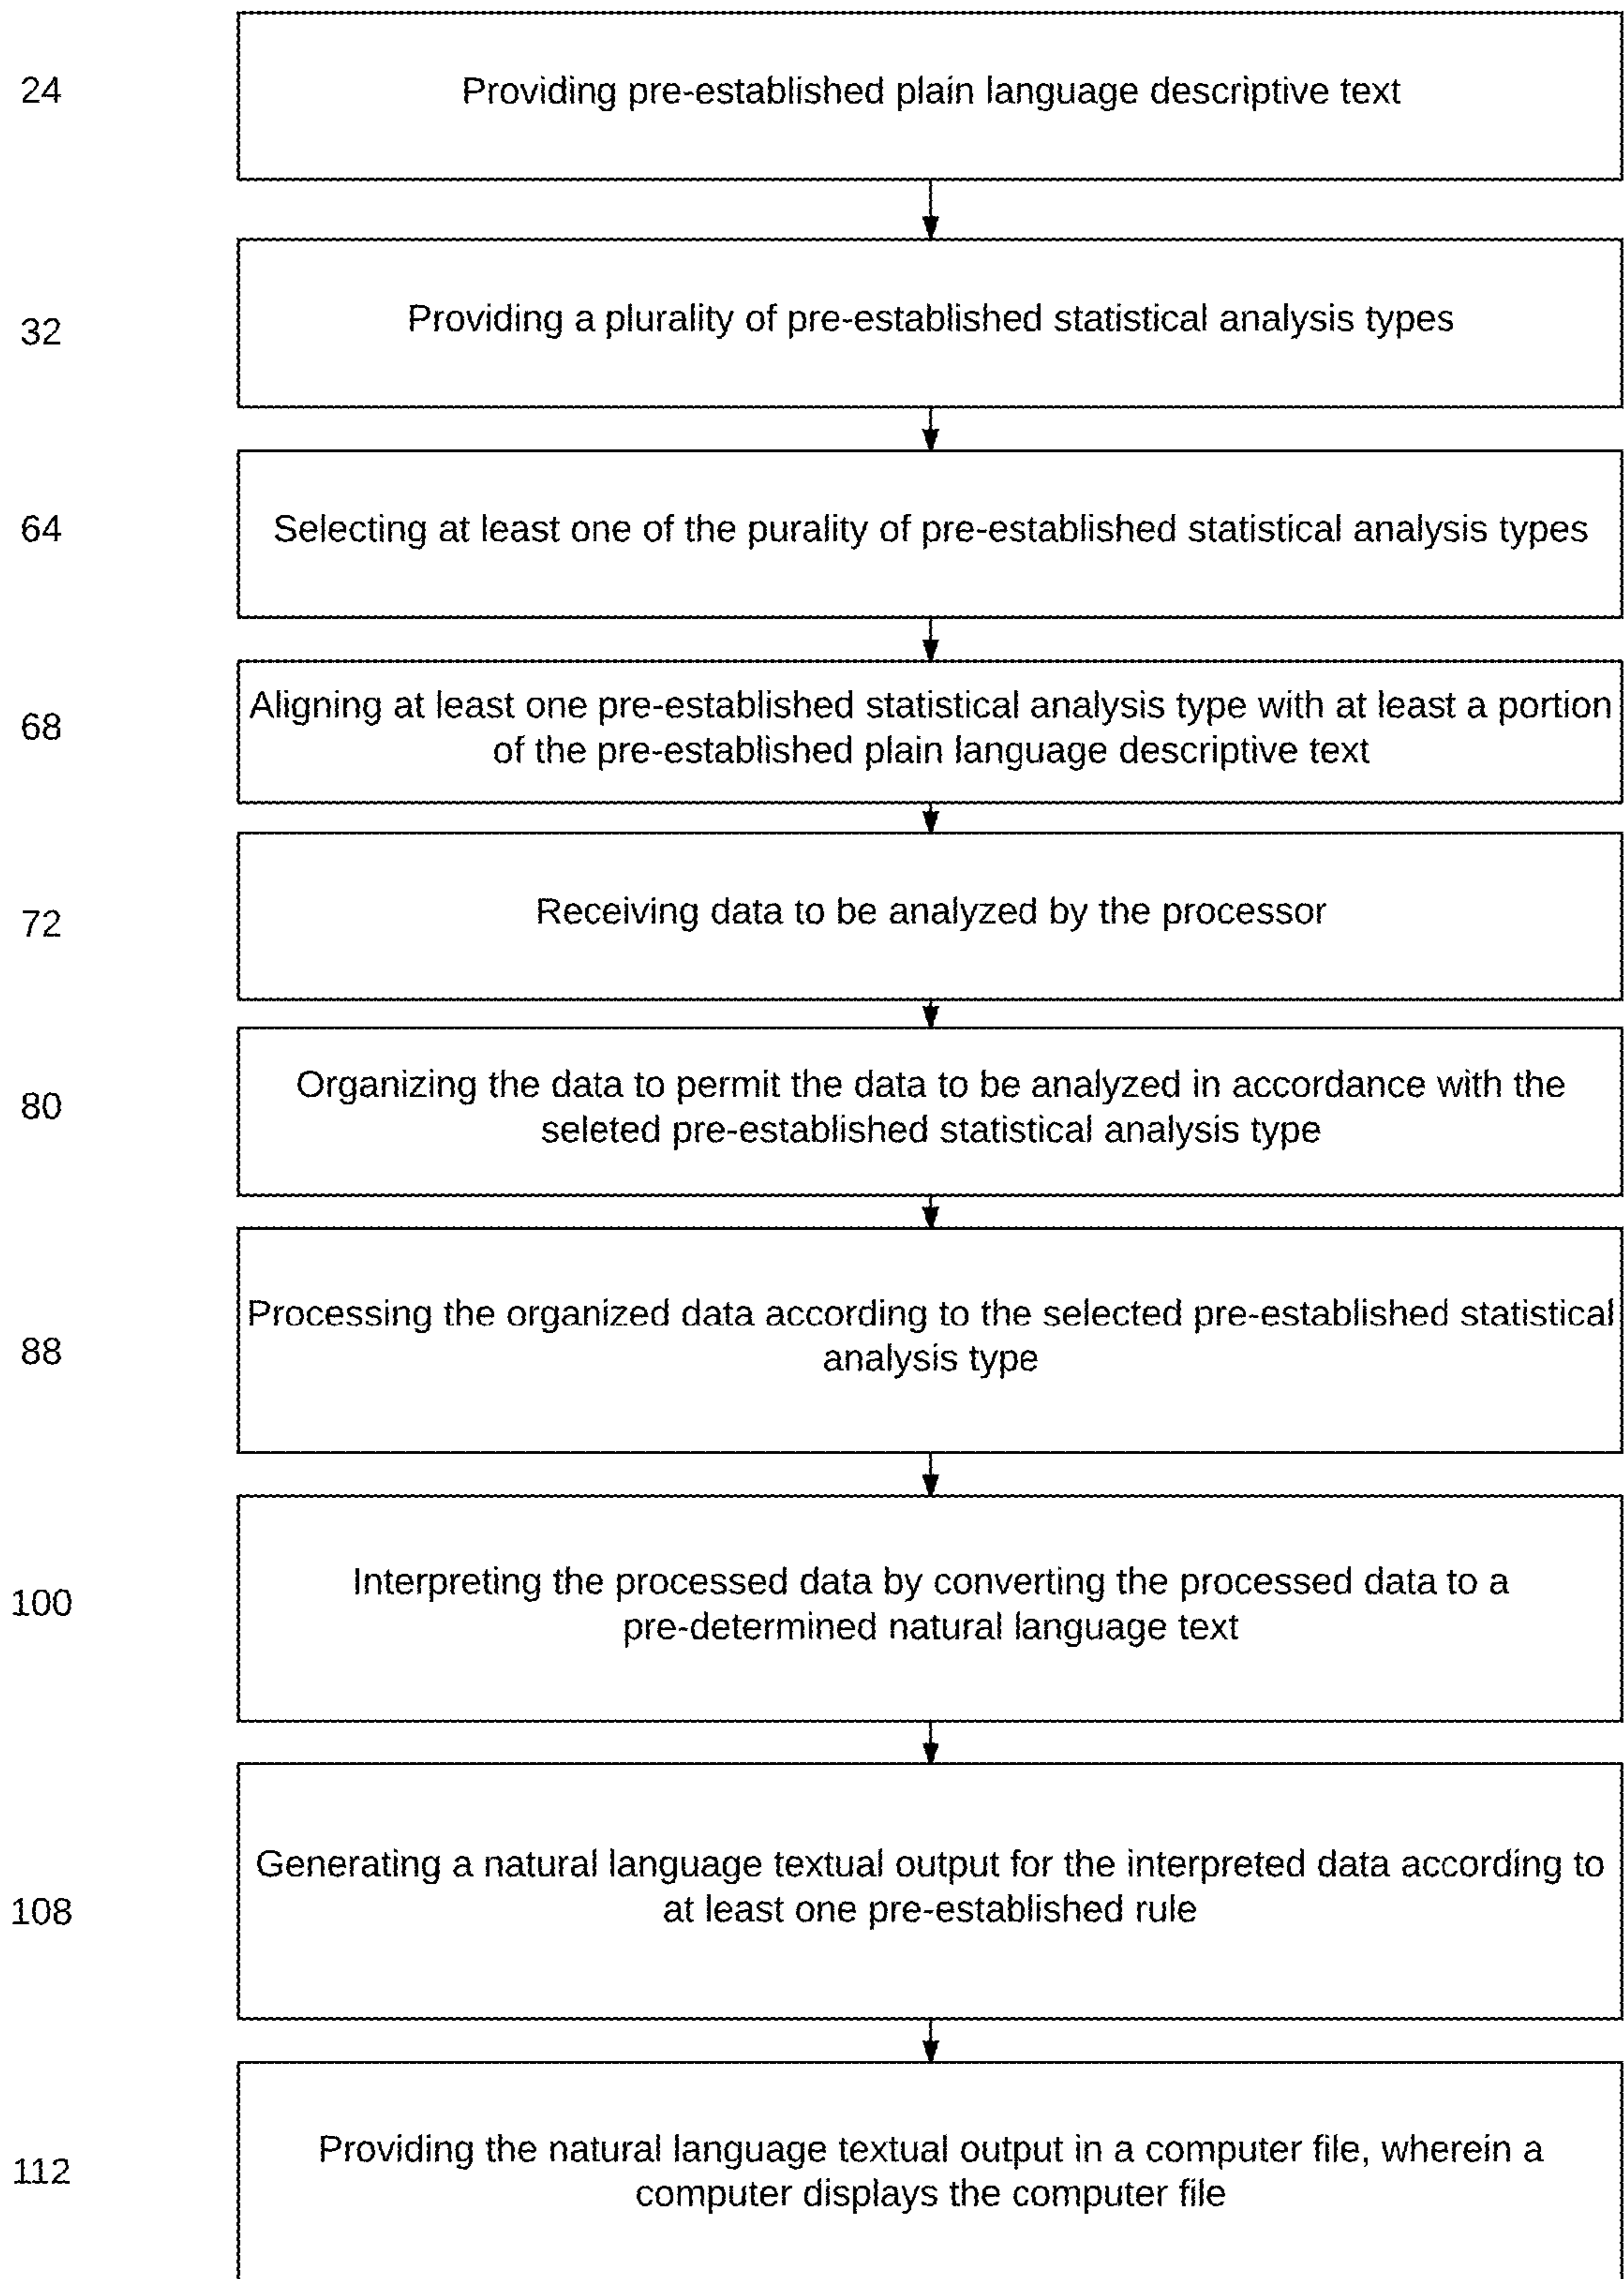 24
Providing pre-established plain language descriptive text
32
Providing a plurality of pre-established statistical analysis types
64
Selecting at least one of the purality of pre-established statistical analysis types
68
Aligning at least one pre-established statistical analysis type with at least a portion
of the pre-established plain language descriptive text
72
Receiving data to be analyzed by the processor
80
Organizing the data to permit the data to be analyzed in accordance with the
seleted pre-established statistical analysis type
88
Processing the organized data according to the selected pre-established statistical
analysis type
100
Interpreting the processed data by converting the processed data to a
pre-determined natural language text
108
Generating a natural language textual output for the interpreted data according to
at least one pre-established rule
112
Providing the natural language textual output in a computer file, wherein a
computer displays the computer file